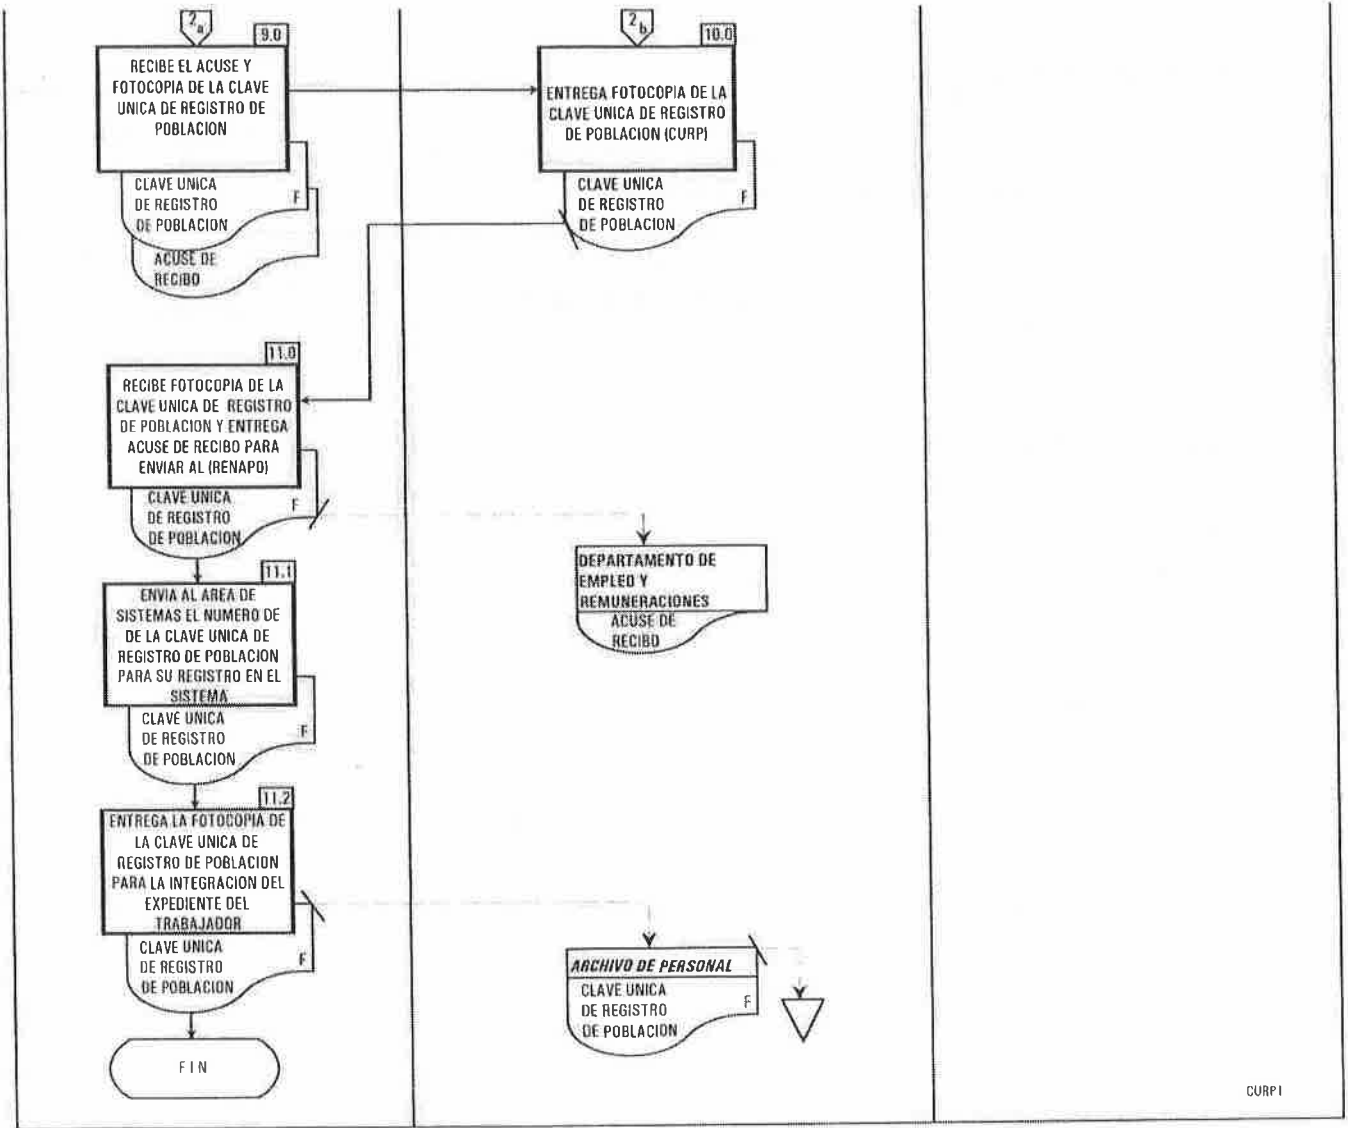 2a
9.0
RECIBE EL ACUSE Y
FOTOCOPIA DE LA CLAVE
UNICA DE REGISTRO DE
POBLACION
CLAVE UNICA
DE REGISTRO
DE POBLACION
F
ACUSE DE
RECIBO
2b
10.0
ENTREGA FOTOCOPIA DE LA
CLAVE UNICA DE REGISTRO
DE POBLACION (CURP)
CLAVE UNICA
DE REGISTRO
DE POBLACION
F
11.0
RECIBE FOTOCOPIA DE LA
CLAVE UNICA DE REGISTRO
DE POBLACION Y ENTREGA
ACUSE DE RECIBO PARA
ENVIAR AL (RENAPO)
CLAVE UNICA
DE REGISTRO
DE POBLACION
F
DEPARTAMENTO DE
EMPLEO Y
REMUNERACIONES
ACUSE DE
RECIBO
11.1
ENVIA AL AREA DE
SISTEMAS EL NUMERO DE
DE LA CLAVE UNICA DE
REGISTRO DE POBLACION
PARA SU REGISTRO EN EL
SISTEMA
CLAVE UNICA
DE REGISTRO
DE POBLACION
F
11.2
ENTREGA LA FOTOCOPIA DE
LA CLAVE UNICA DE
REGISTRO DE POBLACION
PARA LA INTEGRACION DEL
EXPEDIENTE DEL
TRABAJADOR
CLAVE UNICA
DE REGISTRO
DE POBLACION
F
ARCHIVO DE PERSONAL
CLAVE UNICA
DE REGISTRO
DE POBLACION
F
FIN
CURP I